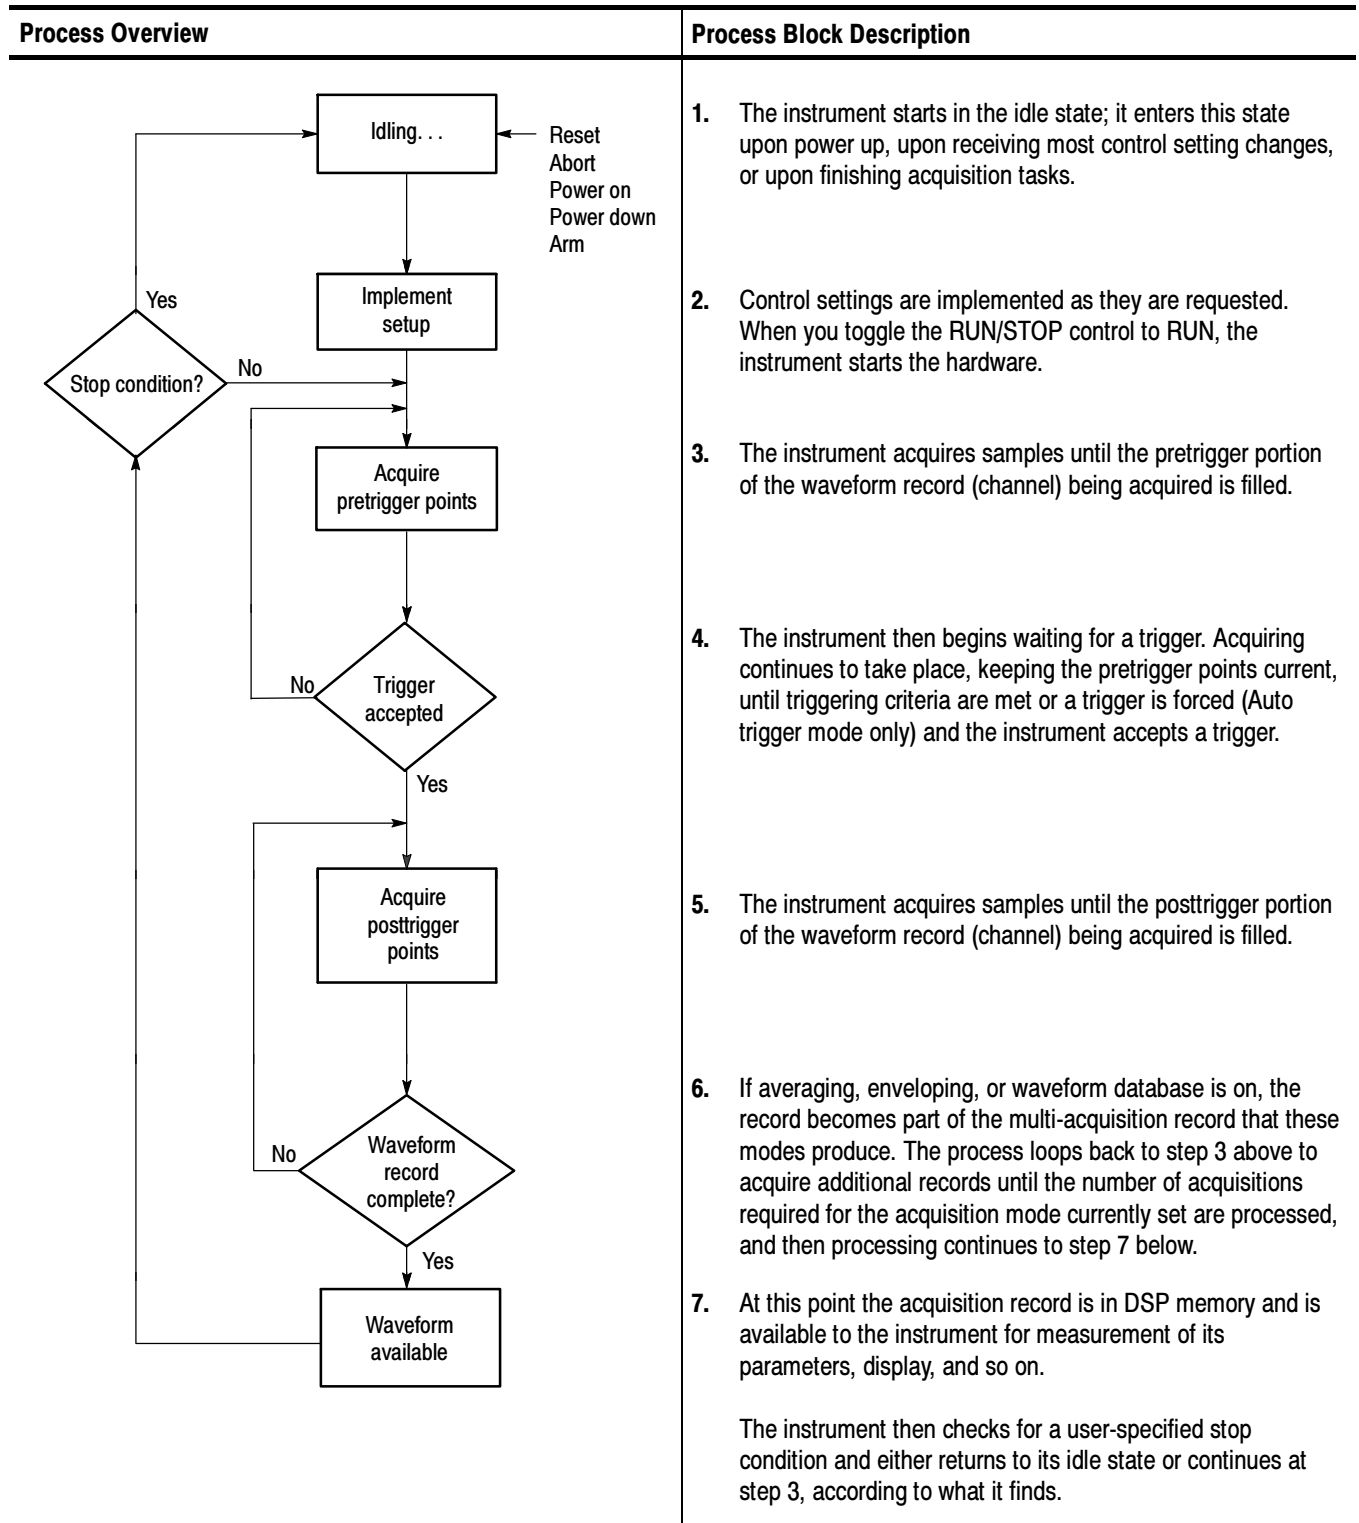 Process Overview
Process Block Description
Idling. . .
Reset
Abort
Power on
Power down
Arm
Implement
setup
Yes
Stop condition?
No
Acquire
pretrigger points
No
Trigger
accepted
Yes
Acquire
posttrigger
points
No
Waveform
record
complete?
Yes
Waveform
available
1. The instrument starts in the idle state; it enters this state
upon power up, upon receiving most control setting changes,
or upon finishing acquisition tasks.
2. Control settings are implemented as they are requested.
When you toggle the RUN/STOP control to RUN, the
instrument starts the hardware.
3. The instrument acquires samples until the pretrigger portion
of the waveform record (channel) being acquired is filled.
4. The instrument then begins waiting for a trigger. Acquiring
continues to take place, keeping the pretrigger points current,
until triggering criteria are met or a trigger is forced (Auto
trigger mode only) and the instrument accepts a trigger.
5. The instrument acquires samples until the posttrigger portion
of the waveform record (channel) being acquired is filled.
6. If averaging, enveloping, or waveform database is on, the
record becomes part of the multi-acquisition record that these
modes produce. The process loops back to step 3 above to
acquire additional records until the number of acquisitions
required for the acquisition mode currently set are processed,
and then processing continues to step 7 below.
7. At this point the acquisition record is in DSP memory and is
available to the instrument for measurement of its
parameters, display, and so on.
The instrument then checks for a user-specified stop
condition and either returns to its idle state or continues at
step 3, according to what it finds.